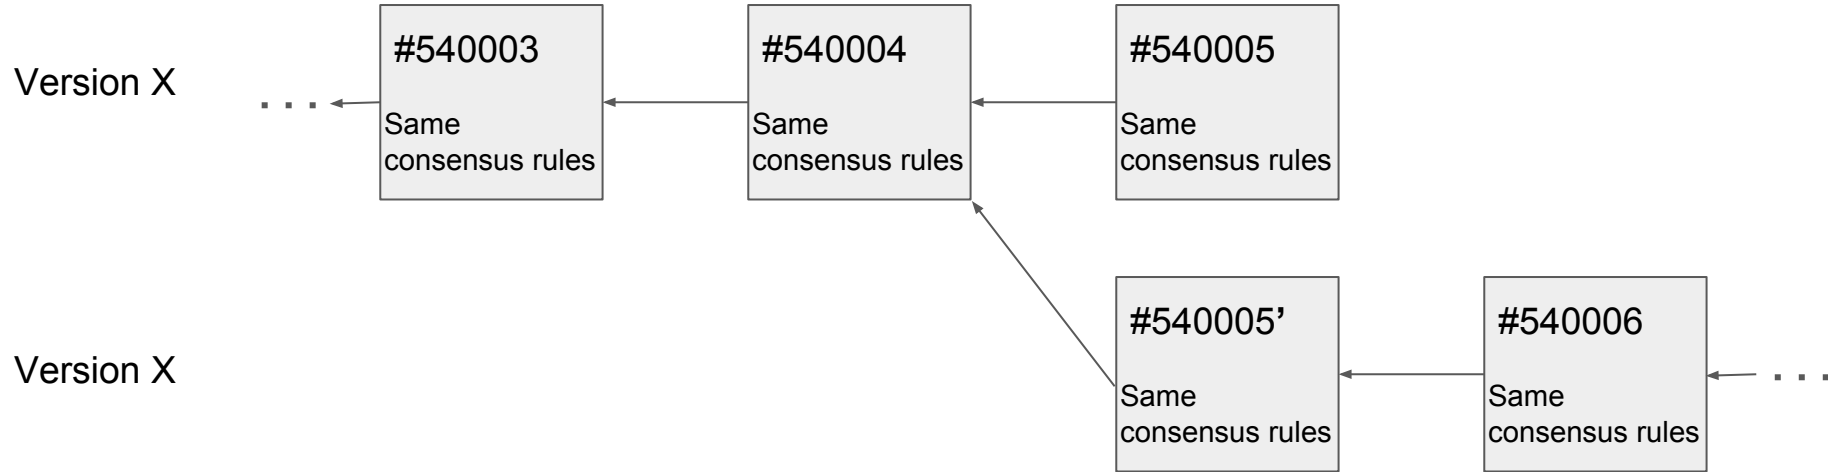 Version X
. . .
#540003
Same
consensus rules
#540004
Same
consensus rules
#540005
Same
consensus rules
Version X
#540005’
Same
consensus rules
#540006
Same
consensus rules
. . .